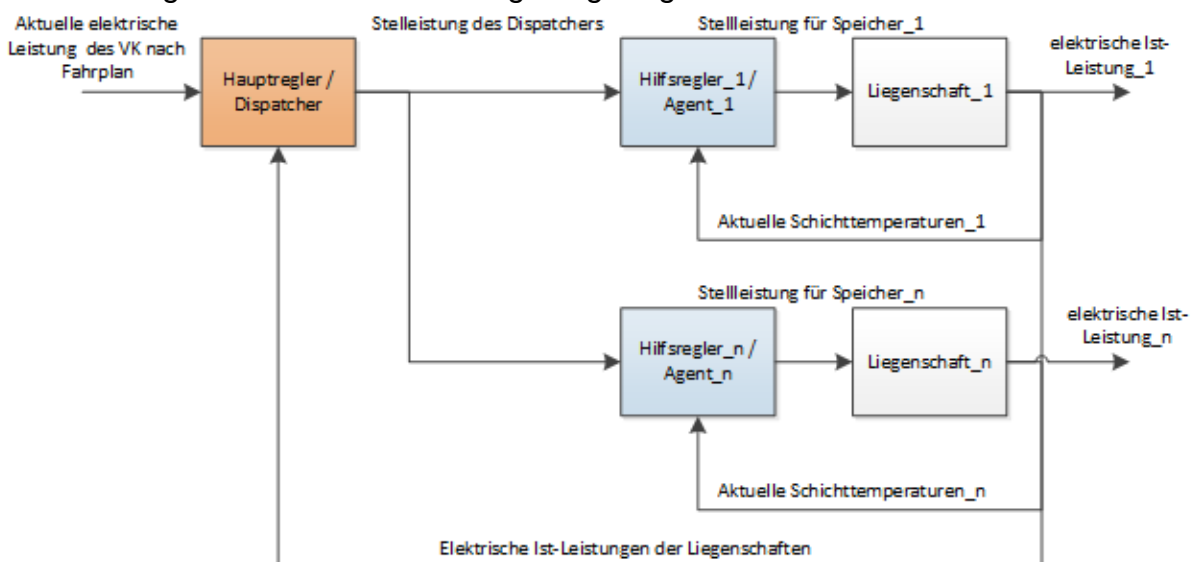 Aktuelle elektrische
Leistung des VK nach
Fahrplan
Stelleistung des Dispatchers
Stellleistung für Speicher_1
elektrische Ist-
Leistung_1
Hauptregler /
Dispatcher
Hilfsregler_1 /
Agent_1
Liegenschaft_1
Aktuelle Schichttemperaturen_1
Stellleistung für Speicher_n
elektrische Ist-
Leistung_n
Hilfsregler_n /
Agent_n
Liegenschaft_n
Aktuelle Schichttemperaturen_n
Elektrische Ist-Leistungen der Liegenschaften